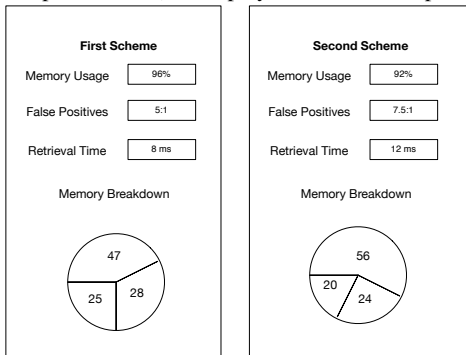 First Scheme
Memory Usage 96%
False Positives 5:1
Retrieval Time 8 ms
Memory Breakdown
47
25 28
Second Scheme
Memory Usage 92%
False Positives 7.5:1
Retrieval Time 12 ms
Memory Breakdown
56
20 24